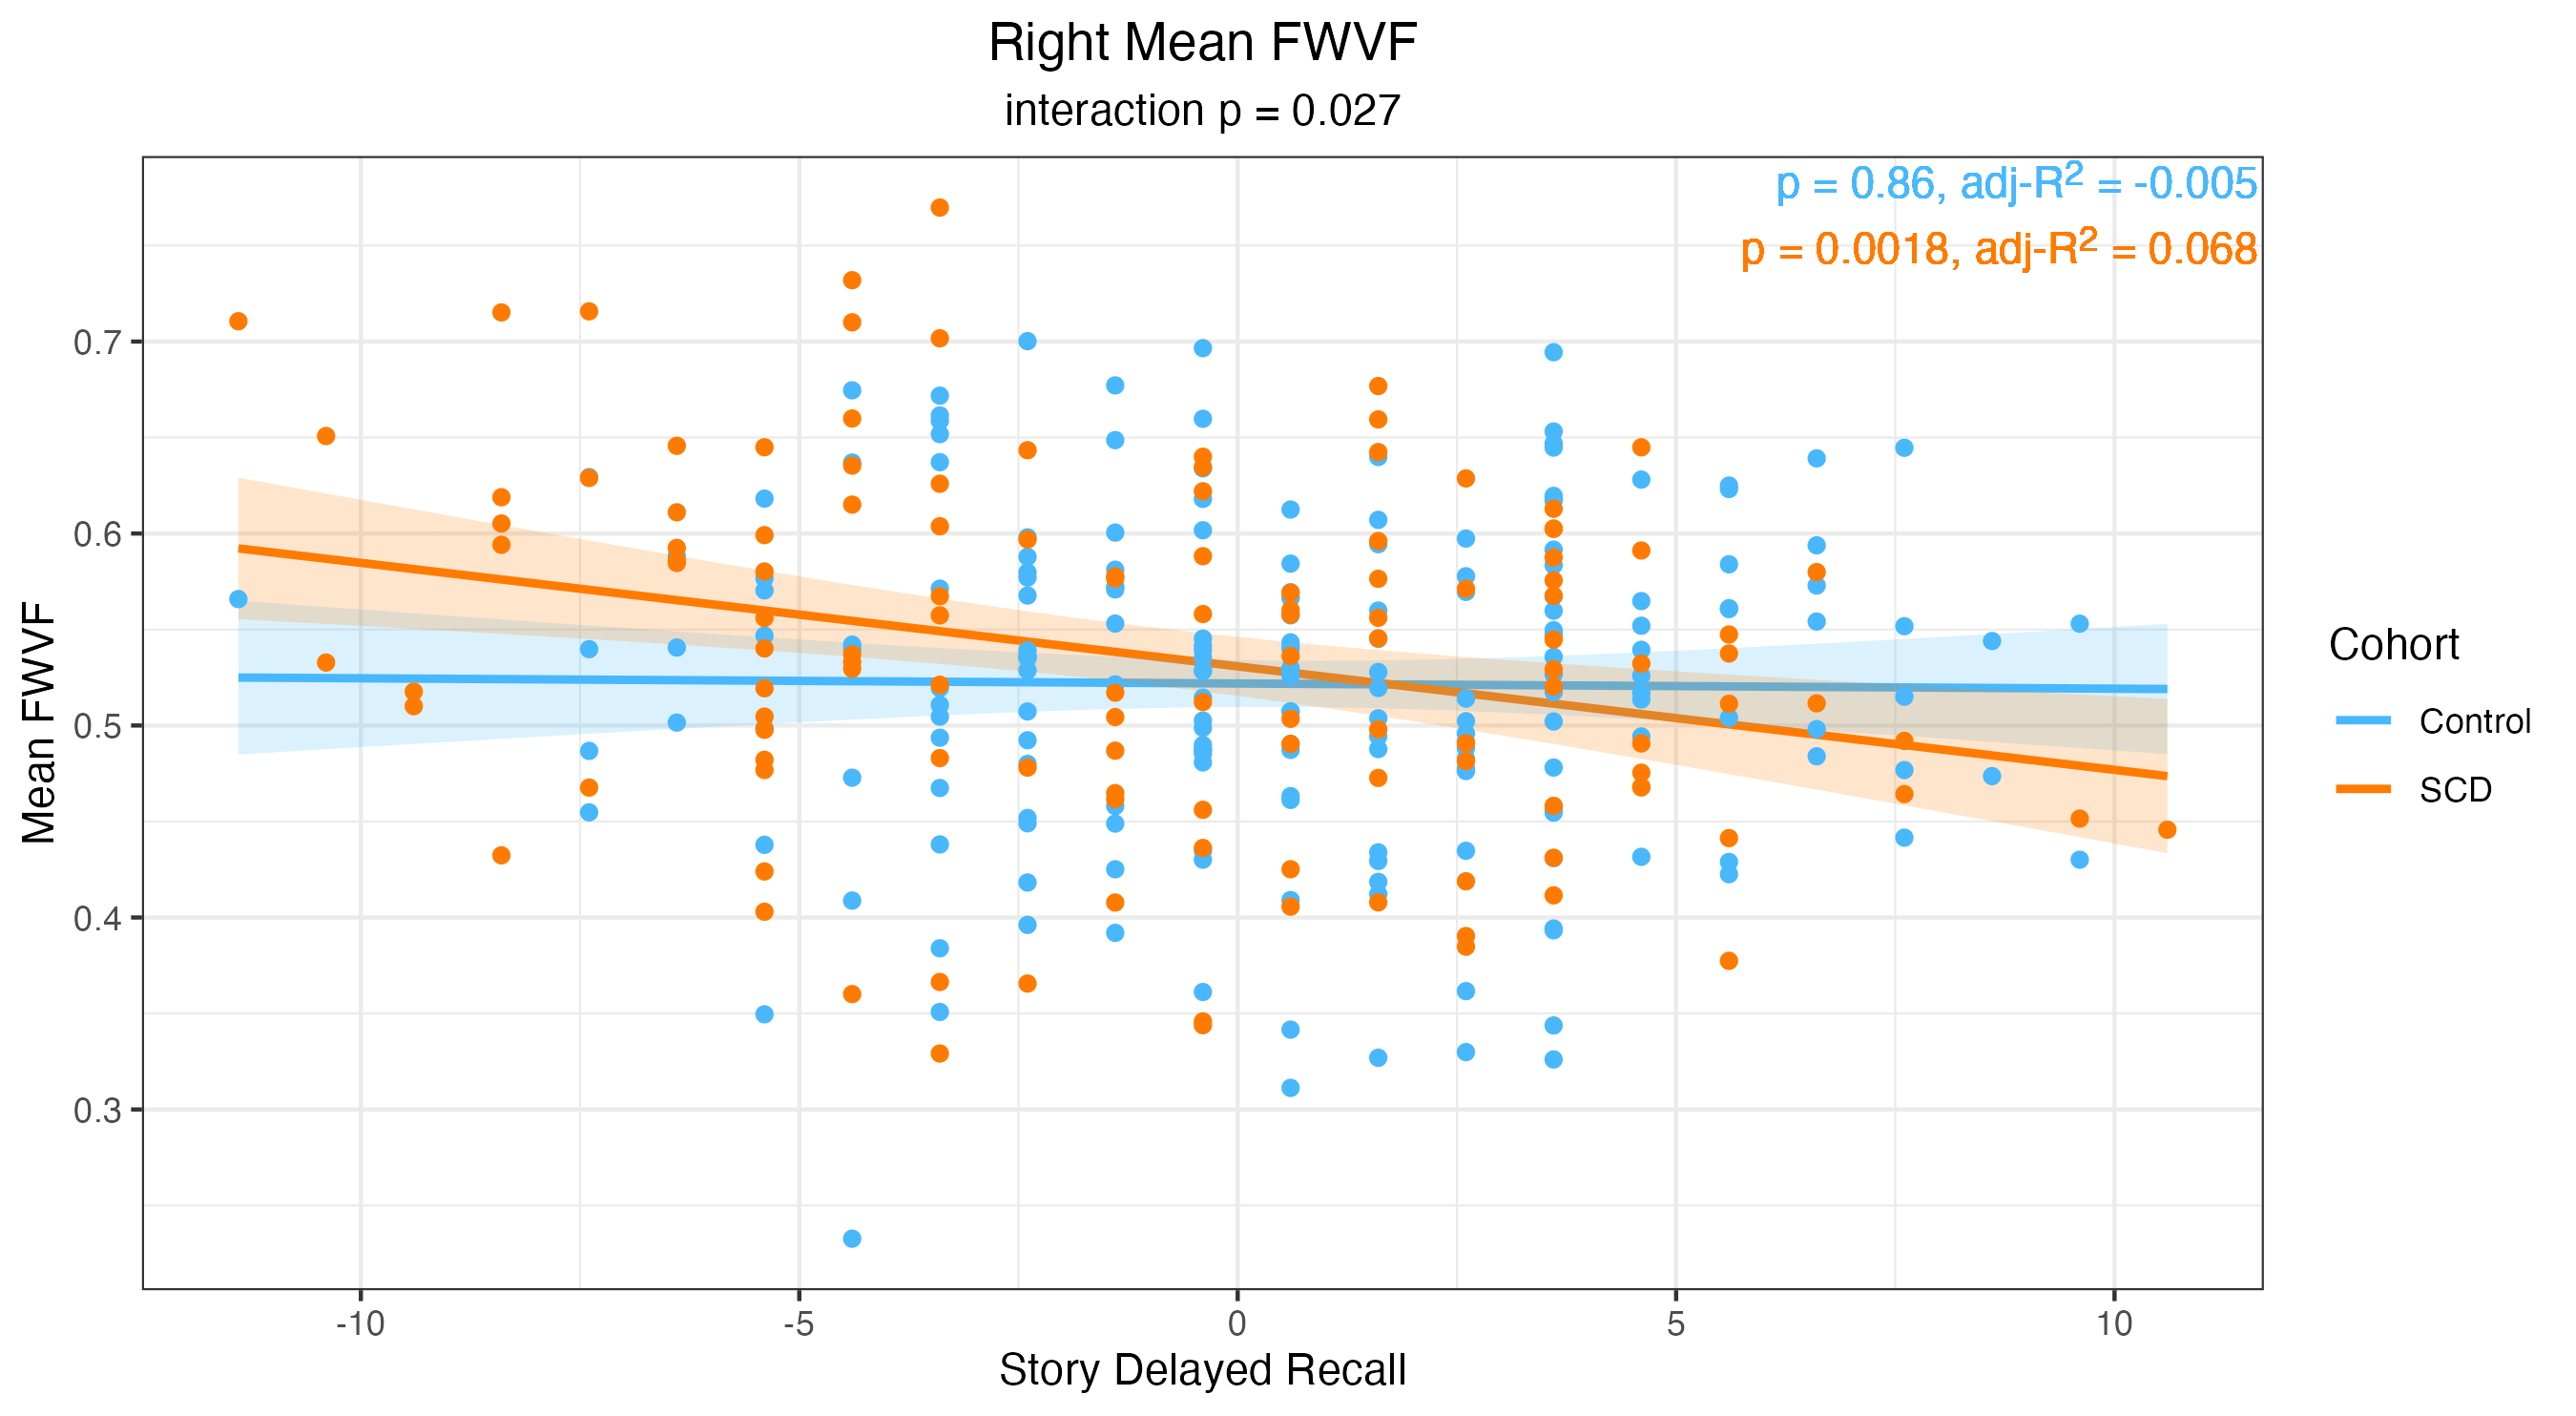 Right Mean FWVF
interaction p = 0.027
p = 0.86, adj-R² = -0.005
p = 0.0018, adj-R² = 0.068
0.7
0.6
0.5
0.4
0.3
Mean FWVF
-10
-5
0
5
10
Story Delayed Recall
Cohort
Control
SCD